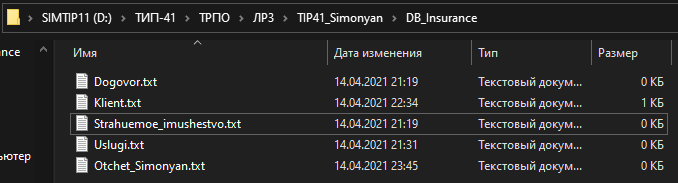 SIMTIP11 (D:) > ТИП-41 > ТРПО > ЛР3 > TIP41_Simonyan > DB_Insurance
Имя Дата изменения Тип Размер
Dogovor.txt 14.04.2021 21:19 Текстовый докум... 0 КБ
ance Klient.txt 14.04.2021 22:34 Текстовый докум... 1 КБ
Strahuemoe_imushestvo.txt 14.04.2021 21:19 Текстовый докум... 0 КБ
Uslugi.txt 14.04.2021 21:31 Текстовый докум... 0 КБ
ьютер Otchet_Simonyan.txt 14.04.2021 23:45 Текстовый докум... 0 КБ